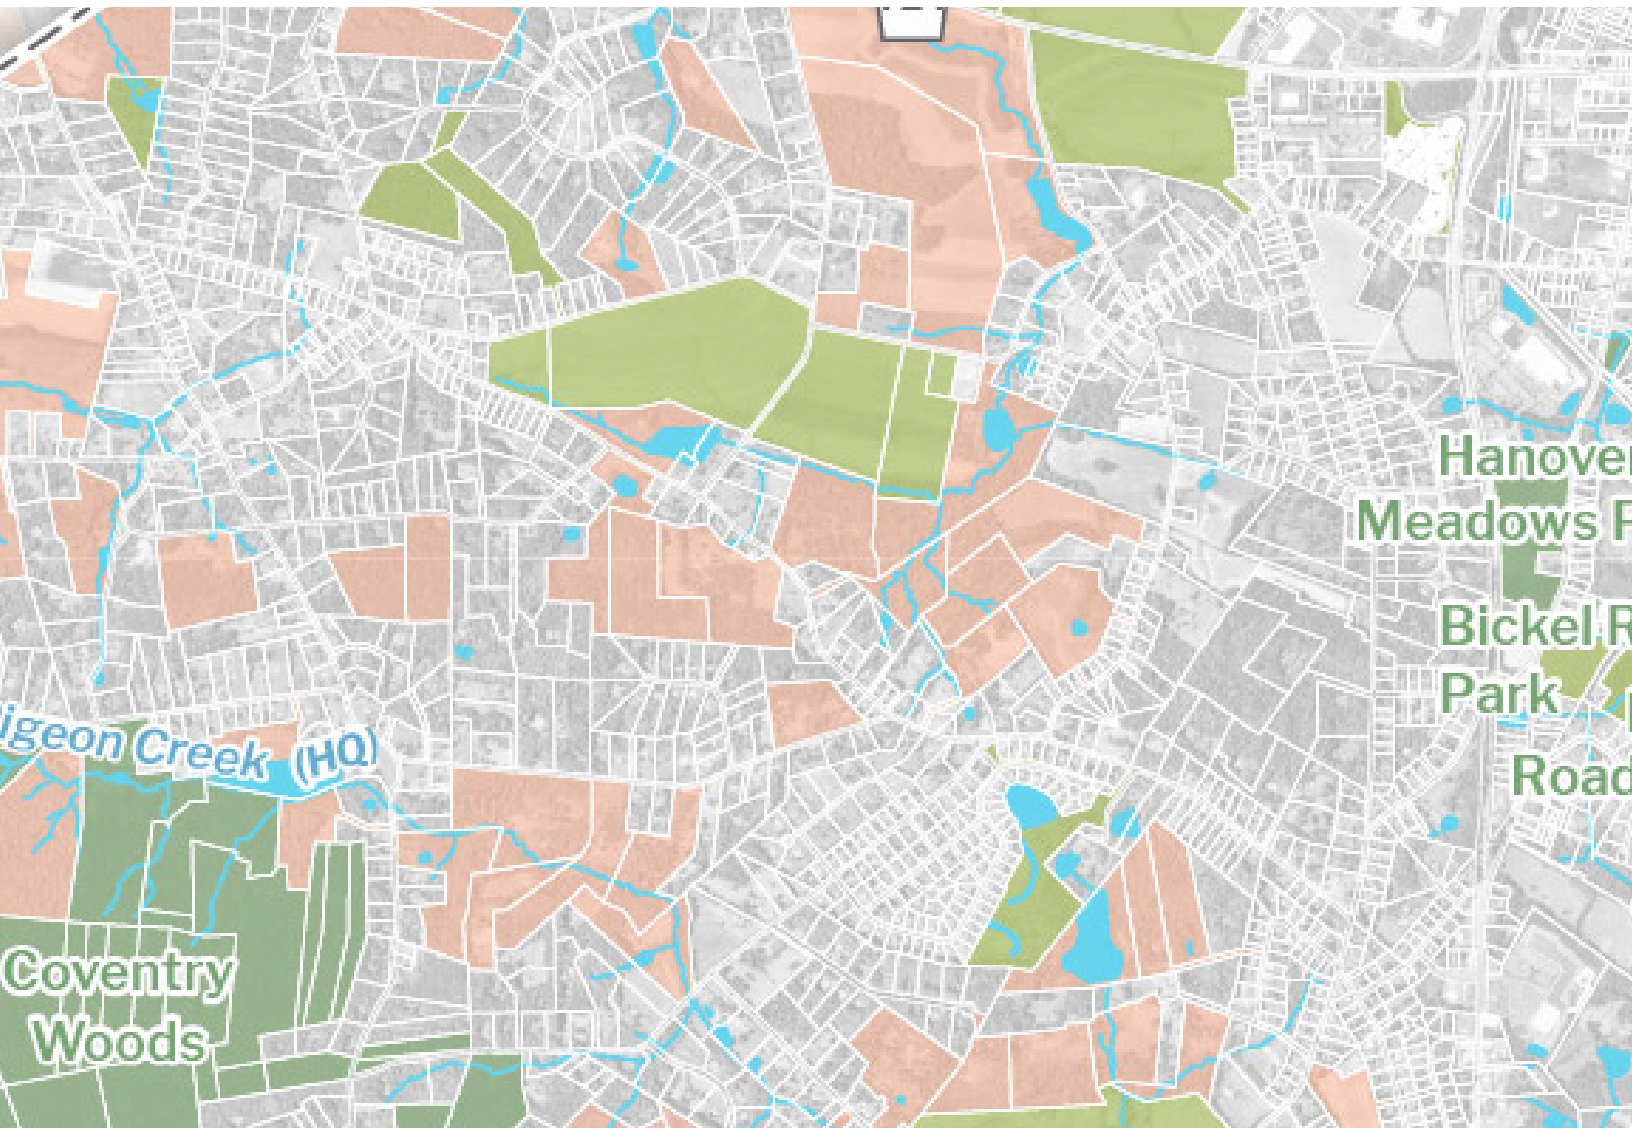 Hanover
Meadows P
Bickel R
Park
Road
igeon Creek (HQ)
Coventry
Woods